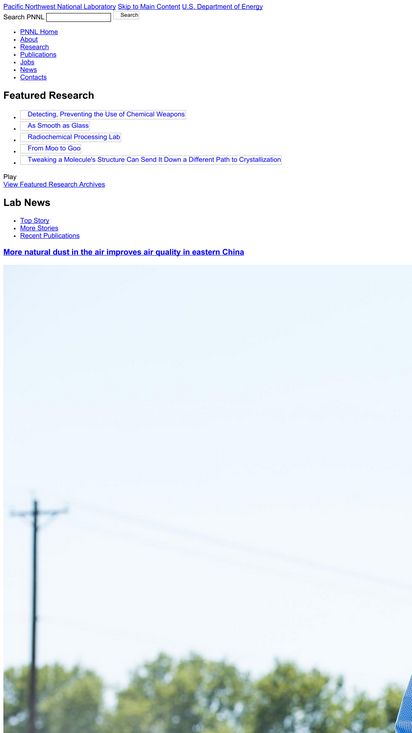 Pacific Northwest National Laboratory Skip to Main Content U.S. Department of Energy
Search PNNL Search
PNNL Home
About
Research
Publications
Jobs
News
Contacts
Featured Research
Detecting, Preventing the Use of Chemical Weapons
As Smooth as Glass
Radiochemical Processing Lab
From Moo to Goo
Tweaking a Molecule's Structure Can Send It Down a Different Path to Crystallization
Play
View Featured Research Archives
Lab News
Top Story
More Stories
Recent Publications
More natural dust in the air improves air quality in eastern China